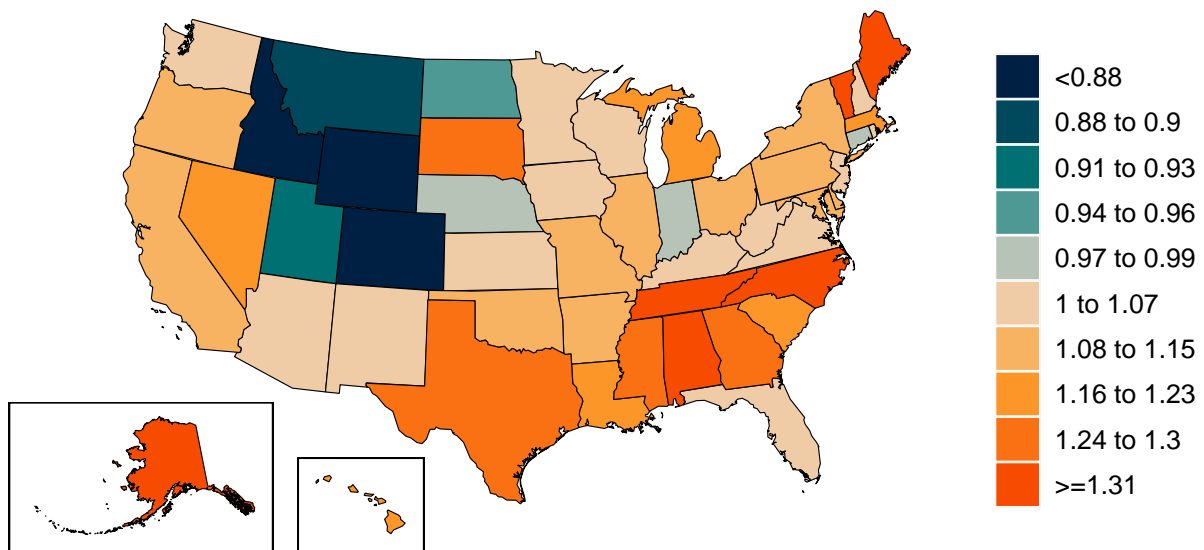 <0.88
0.88 to 0.9
0.91 to 0.93
0.94 to 0.96
0.97 to 0.99
1 to 1.07
1.08 to 1.15
1.16 to 1.23
1.24 to 1.3
>=1.31